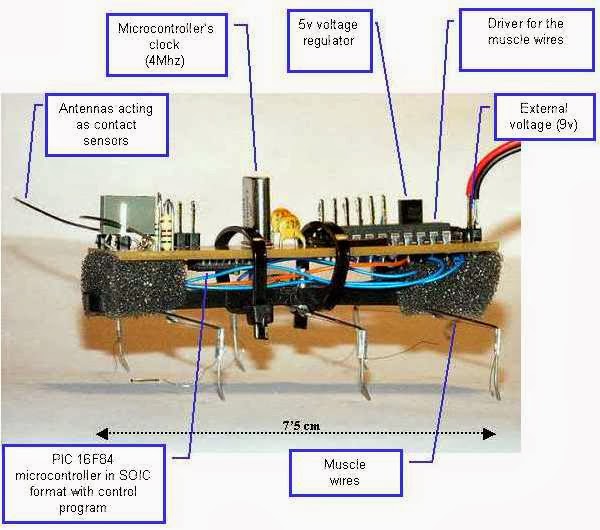 Microcontroller's
clock
(4Mhz)
5v voltage
regulator
Driver for the
muscle wires
Antennas acting
as contact
sensors
External
voltage (9v)
7'5 cm
PIC 16F84
microcontroller in SOIC
format with control
program
Muscle
wires